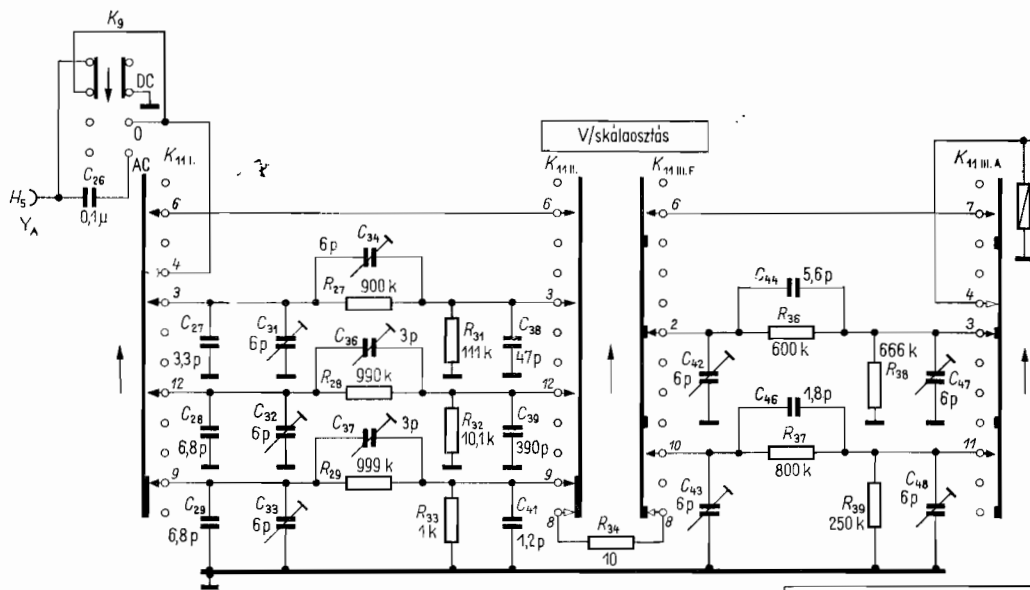 K9
DC
0
AC
C26
0,1µ
H5
YA
K11 I.
V/skálaosztás
K11 II.
K11 III.F
K11 III.A
6
6
6
7
4
4
6p
C34
R27
900 k
3
3
C27
3,3p
C31
6p
R31
111 k
C38
47p
C36
3p
R28
990 k
12
12
C28
6,8p
C32
6p
R32
10,1k
C39
390p
C37
3p
R29
999 k
9
9
C29
6,8p
C33
6p
R33
1 k
C41
1,2p
8
R34
10
8
C44
5,6p
2
R36
600 k
3
C42
6p
666 k
R38
C47
6p
C46
1,8p
10
R37
800 k
11
C43
6p
R39
250 k
C48
6p